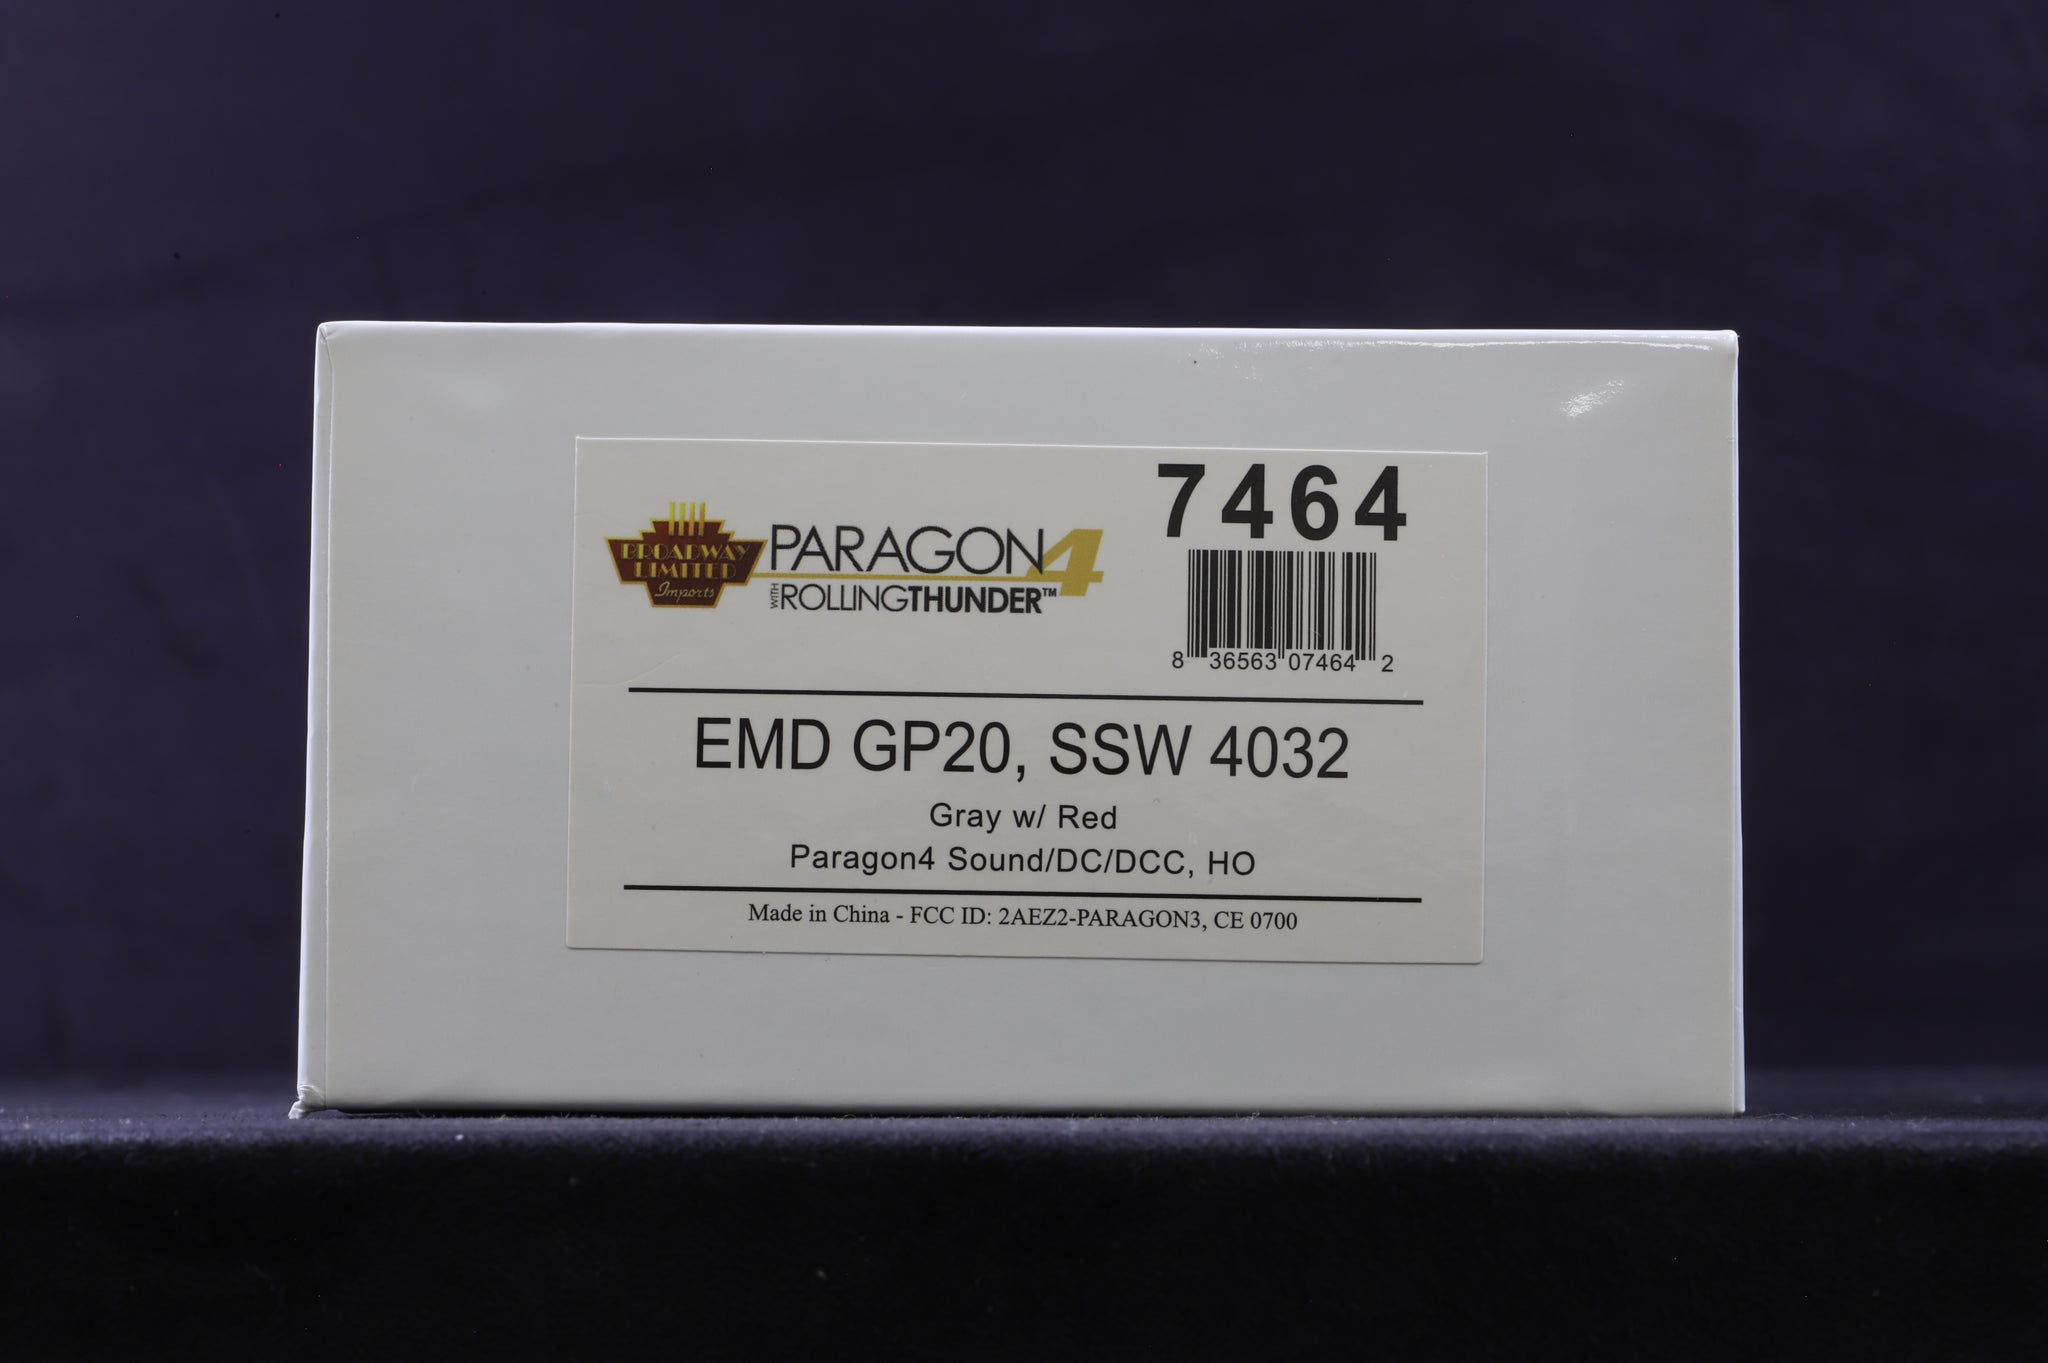 7464
BROADWAY
LIMITED
Imports
PARAGON4
WITH ROLLINGTHUNDER™
8 36563 07464 2
EMD GP20, SSW 4032
Gray w/ Red
Paragon4 Sound/DC/DCC, HO
Made in China - FCC ID: 2AEZ2-PARAGON3, CE 0700